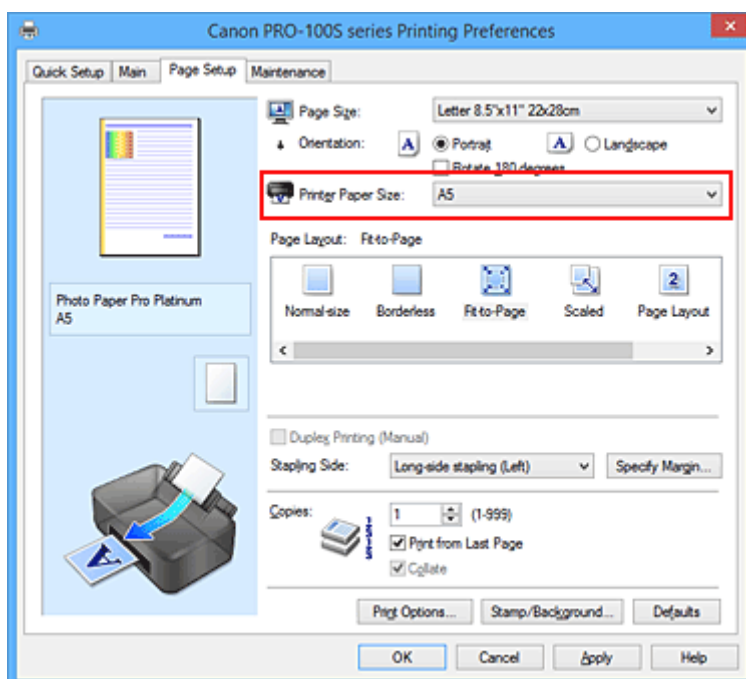 Canon PRO-100S series Printing Preferences
Quick Setup Main Page Setup Maintenance
Page Size: Letter 8.5"x11" 22x28cm
Orientation: A Portrait A Landscape
Rotate 180 degrees
Printer Paper Size: A5
Page Layout: Fit-to-Page
Normal-size Borderless Fit-to-Page Scaled 2 Page Layout
Photo Paper Pro Platinum
A5
Duplex Printing (Manual)
Stapling Side: Long-side stapling (Left) Specify Margin...
Copies: 1 (1-999)
Print from Last Page
Collate
A
Print Options... Stamp/Background... Defaults
OK Cancel Apply Help